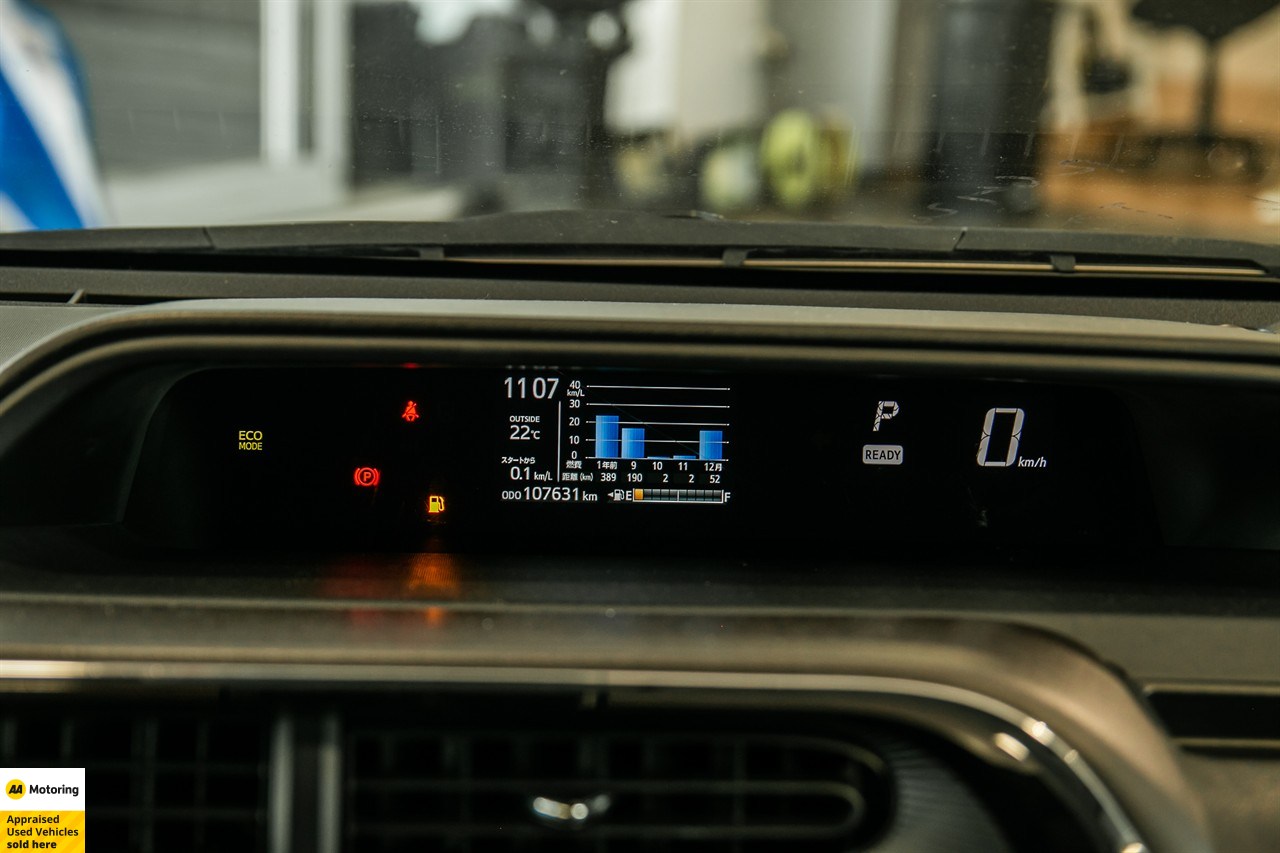 ECO
MODE
P
1107
OUTSIDE
22℃
スタートから
0.1 km/L
40
km/L
30
20
10
0
燃費 1年前 9 10 11 12月
距離 (km) 389 190 2 2 52
ODO 107631 km E F
P
READY
0 km/h
AA Motoring
Appraised
Used Vehicles
sold here